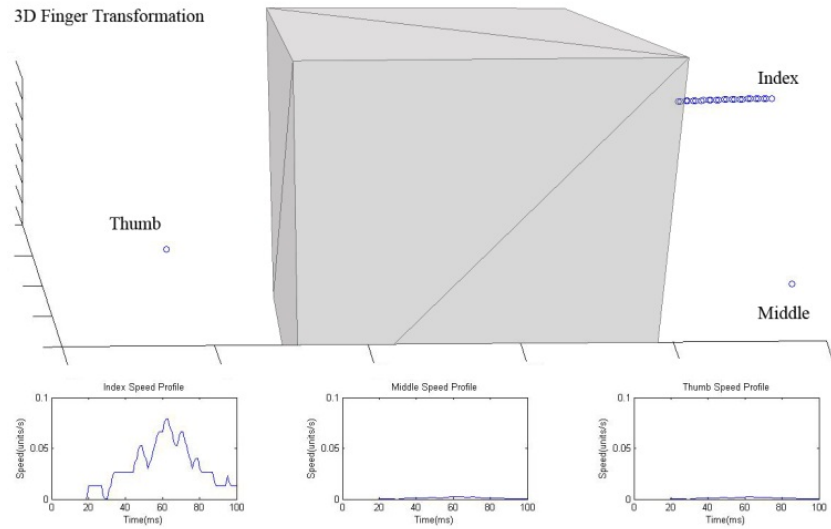 3D Finger Transformation
Index
Thumb
Middle
Index Speed Profile
0.1
0.05
0
Speed(units/s)
0 20 40 60 80 100
Time(ms)
Middle Speed Profile
0.1
0.05
0
Speed(units/s)
0 20 40 60 80 100
Time(ms)
Thumb Speed Profile
0.1
0.05
0
Speed(units/s)
0 20 40 60 80 100
Time(ms)